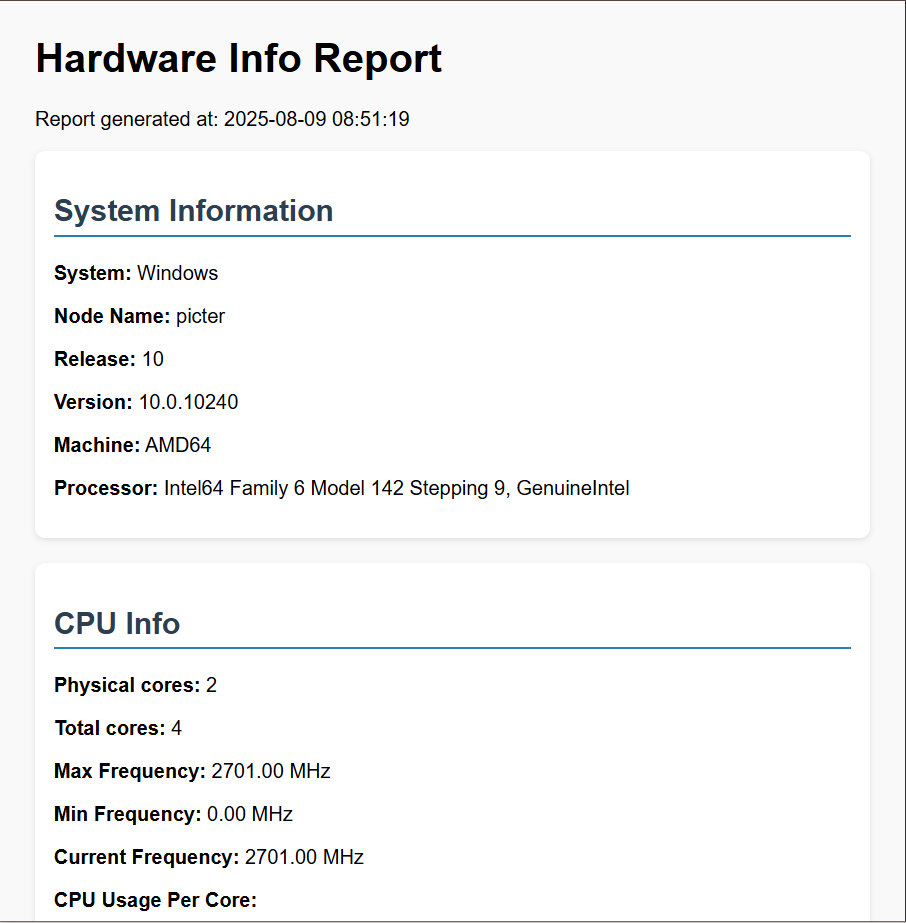 Hardware Info Report
Report generated at: 2025-08-09 08:51:19
System Information
System: Windows
Node Name: picter
Release: 10
Version: 10.0.10240
Machine: AMD64
Processor: Intel64 Family 6 Model 142 Stepping 9, GenuineIntel
CPU Info
Physical cores: 2
Total cores: 4
Max Frequency: 2701.00 MHz
Min Frequency: 0.00 MHz
Current Frequency: 2701.00 MHz
CPU Usage Per Core: